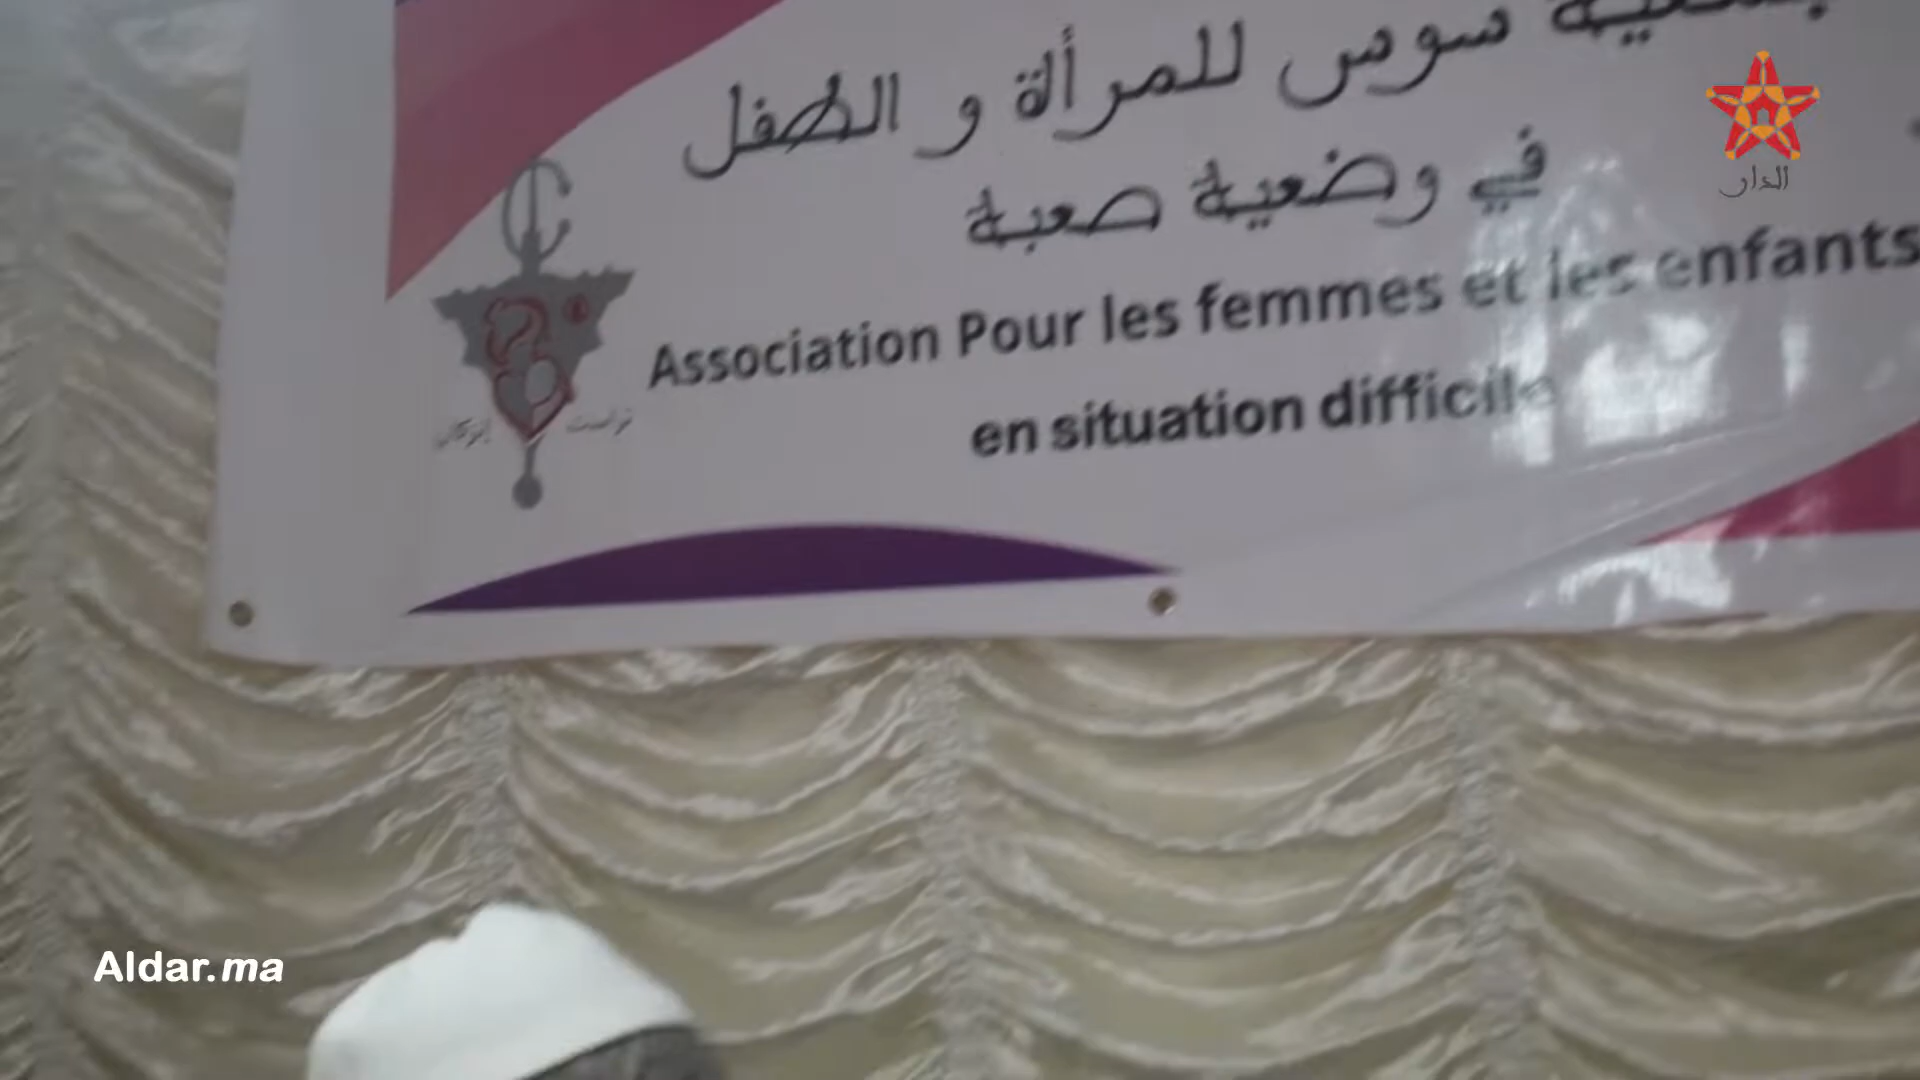 سوس للمرأة و الطفل
في وضعية صعبة
Association Pour les femmes et les enfants
en situation difficile
الدار
Aldar.ma